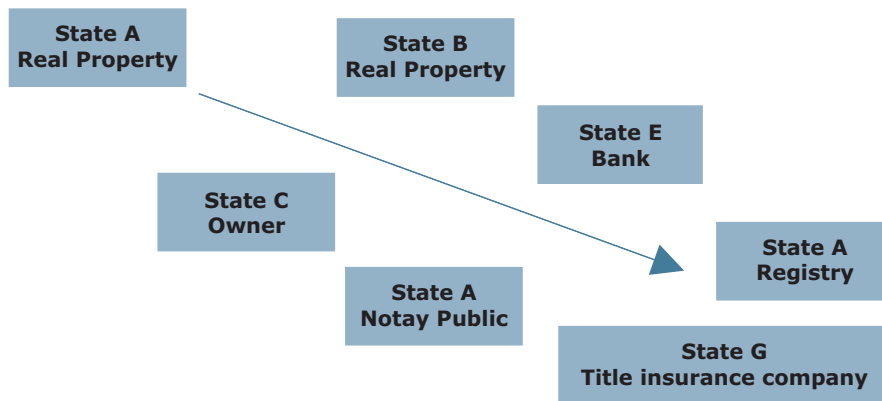 State A
Real Property
State B
Real Property
State E
Bank
State C
Owner
State A
Registry
State A
Notay Public
State G
Title insurance company